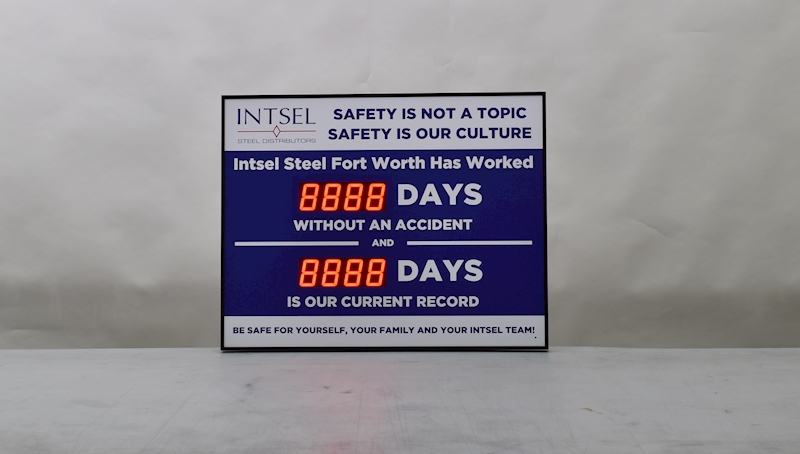 INTSEL
STEEL DISTRIBUTORS
SAFETY IS NOT A TOPIC
SAFETY IS OUR CULTURE
Intsel Steel Fort Worth Has Worked
8888 DAYS
WITHOUT AN ACCIDENT
AND
8888 DAYS
IS OUR CURRENT RECORD
BE SAFE FOR YOURSELF, YOUR FAMILY AND YOUR INTSEL TEAM!